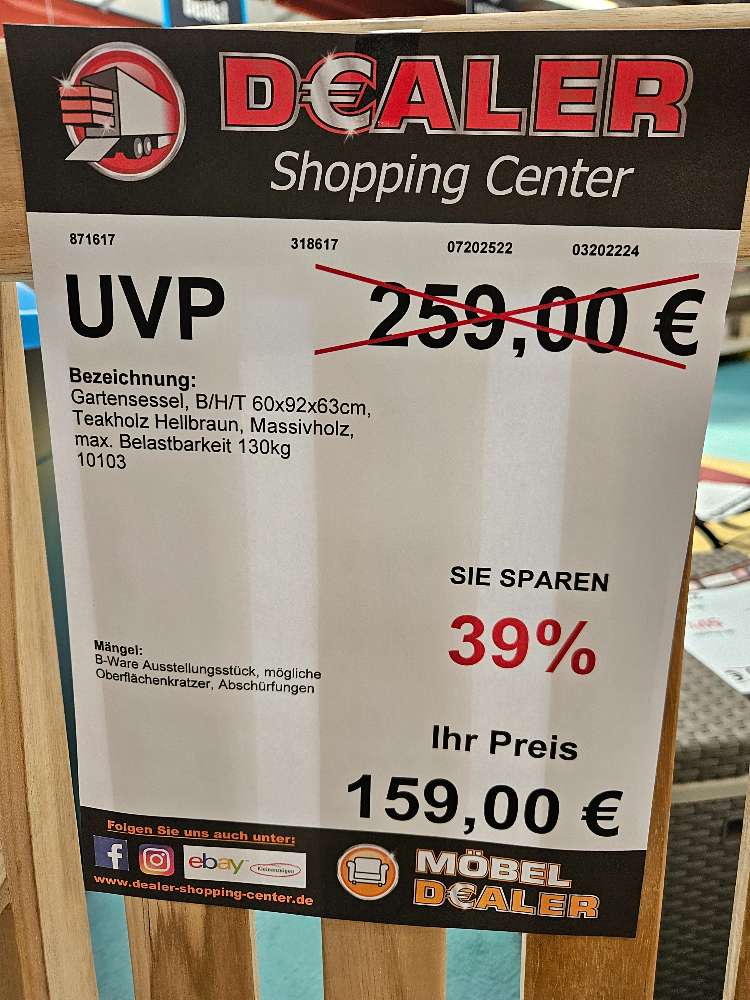 DEALER
Shopping Center
871617 318617 07202522 03202224
UVP 259,00 €
Bezeichnung:
Gartensessel, B/H/T 60x92x63cm,
Teakholz Hellbraun, Massivholz,
max. Belastbarkeit 130kg
10103
SIE SPAREN
39%
Mängel:
B-Ware Ausstellungsstück, mögliche
Oberflächenkratzer, Abschürfungen
Ihr Preis
159,00 €
Folgen Sie uns auch unter:
f ebay Kleinanzeigen
www.dealer-shopping-center.de
MÖBEL
DEALER